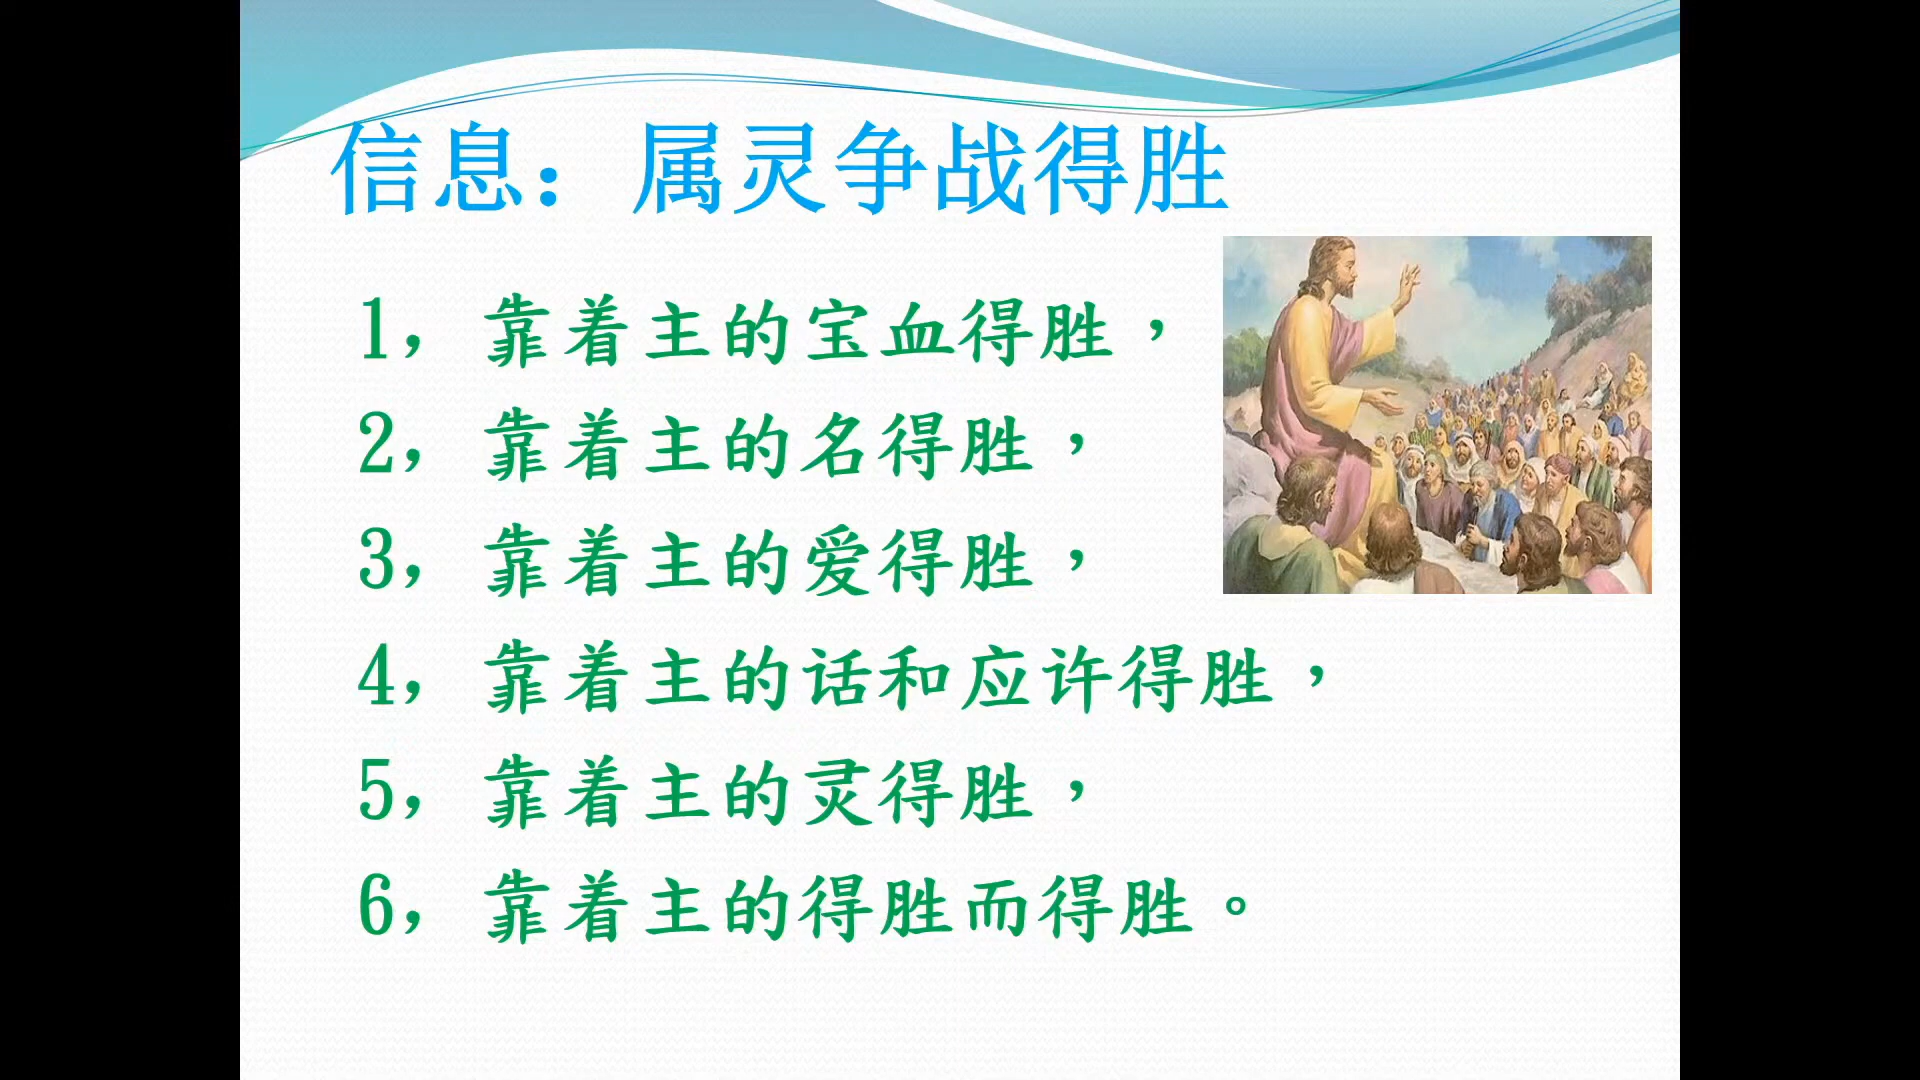 信息：属灵争战得胜
1，靠着主的宝血得胜，
2，靠着主的名得胜，
3，靠着主的爱得胜，
4，靠着主的话和应许得胜，
5，靠着主的灵得胜，
6，靠着主的得胜而得胜。